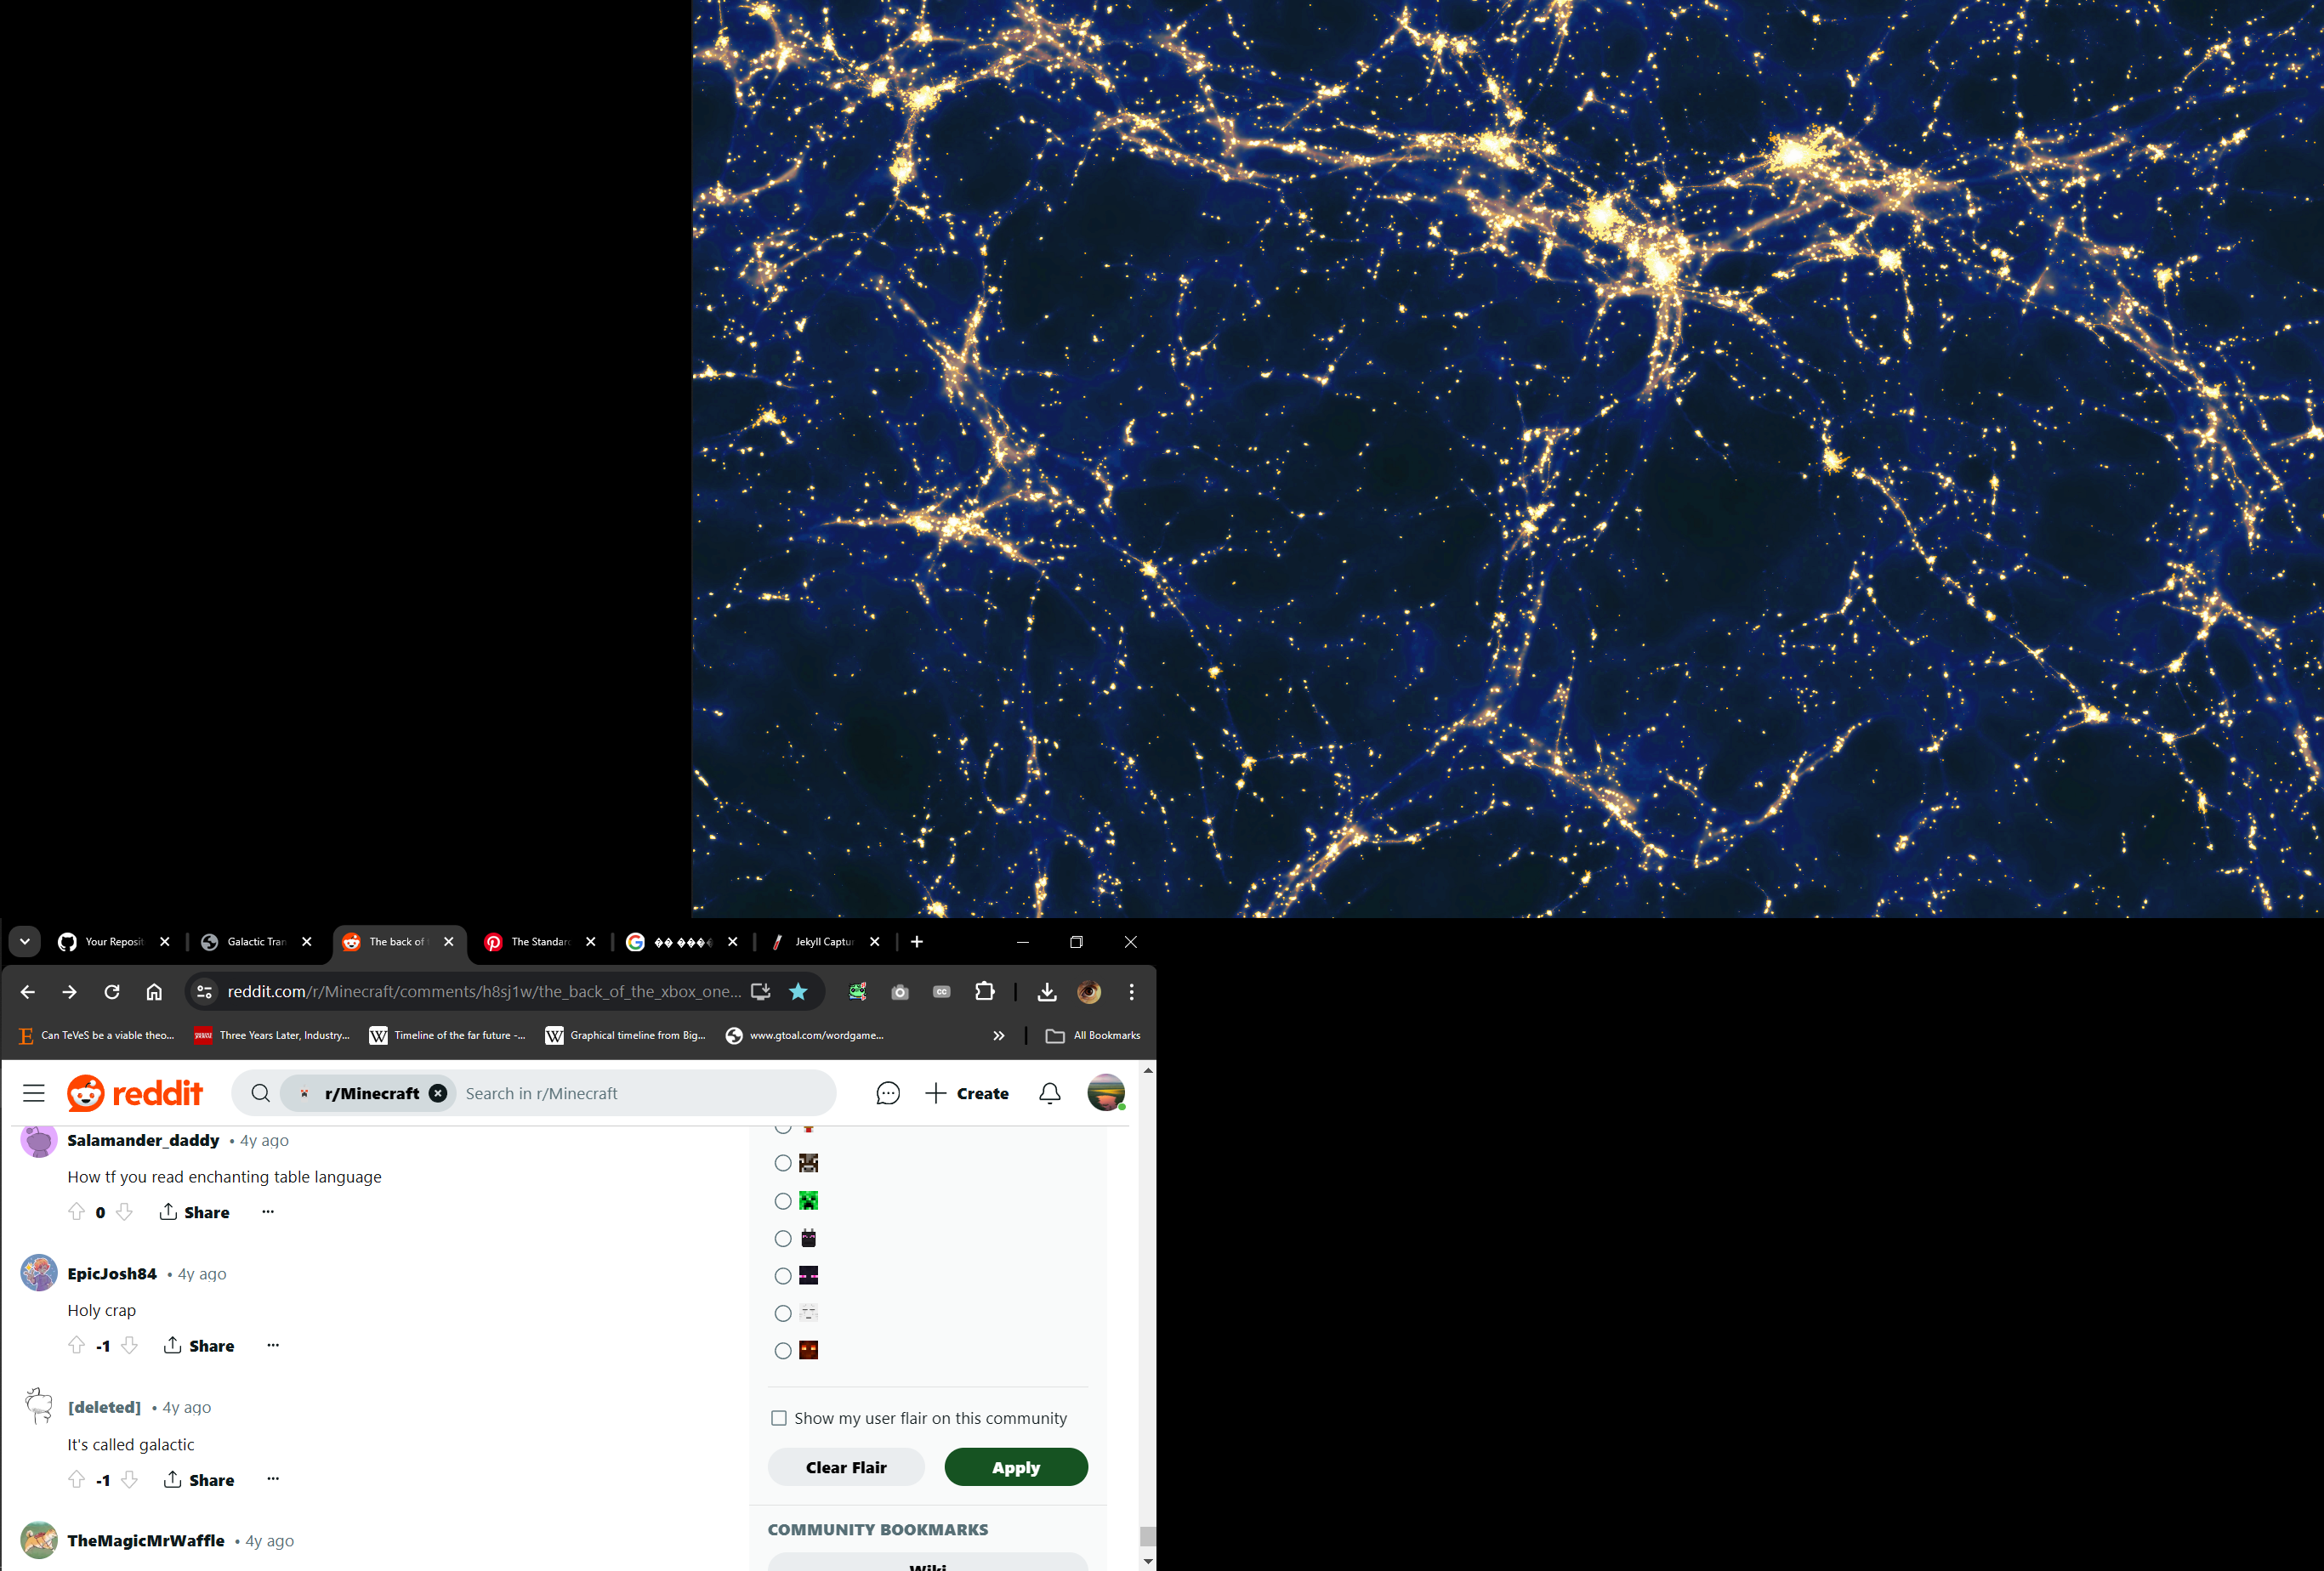 Your Reposit
Galactic Tran
The back of
The Standar
�� ����
Jekyll Captur
reddit.com/r/Minecraft/comments/h8sj1w/the_back_of_the_xbox_one...
Can TeVeS be a viable theo...
Three Years Later, Industry...
Timeline of the far future -...
Graphical timeline from Big...
www.gtoal.com/wordgame...
All Bookmarks
reddit
r/Minecraft
Search in r/Minecraft
Create
Salamander_daddy • 4y ago
How tf you read enchanting table language
0
Share
EpicJosh84 • 4y ago
Holy crap
-1
Share
[deleted] • 4y ago
It's called galactic
-1
Share
TheMagicMrWaffle • 4y ago
Show my user flair on this community
Clear Flair
Apply
COMMUNITY BOOKMARKS
Wiki